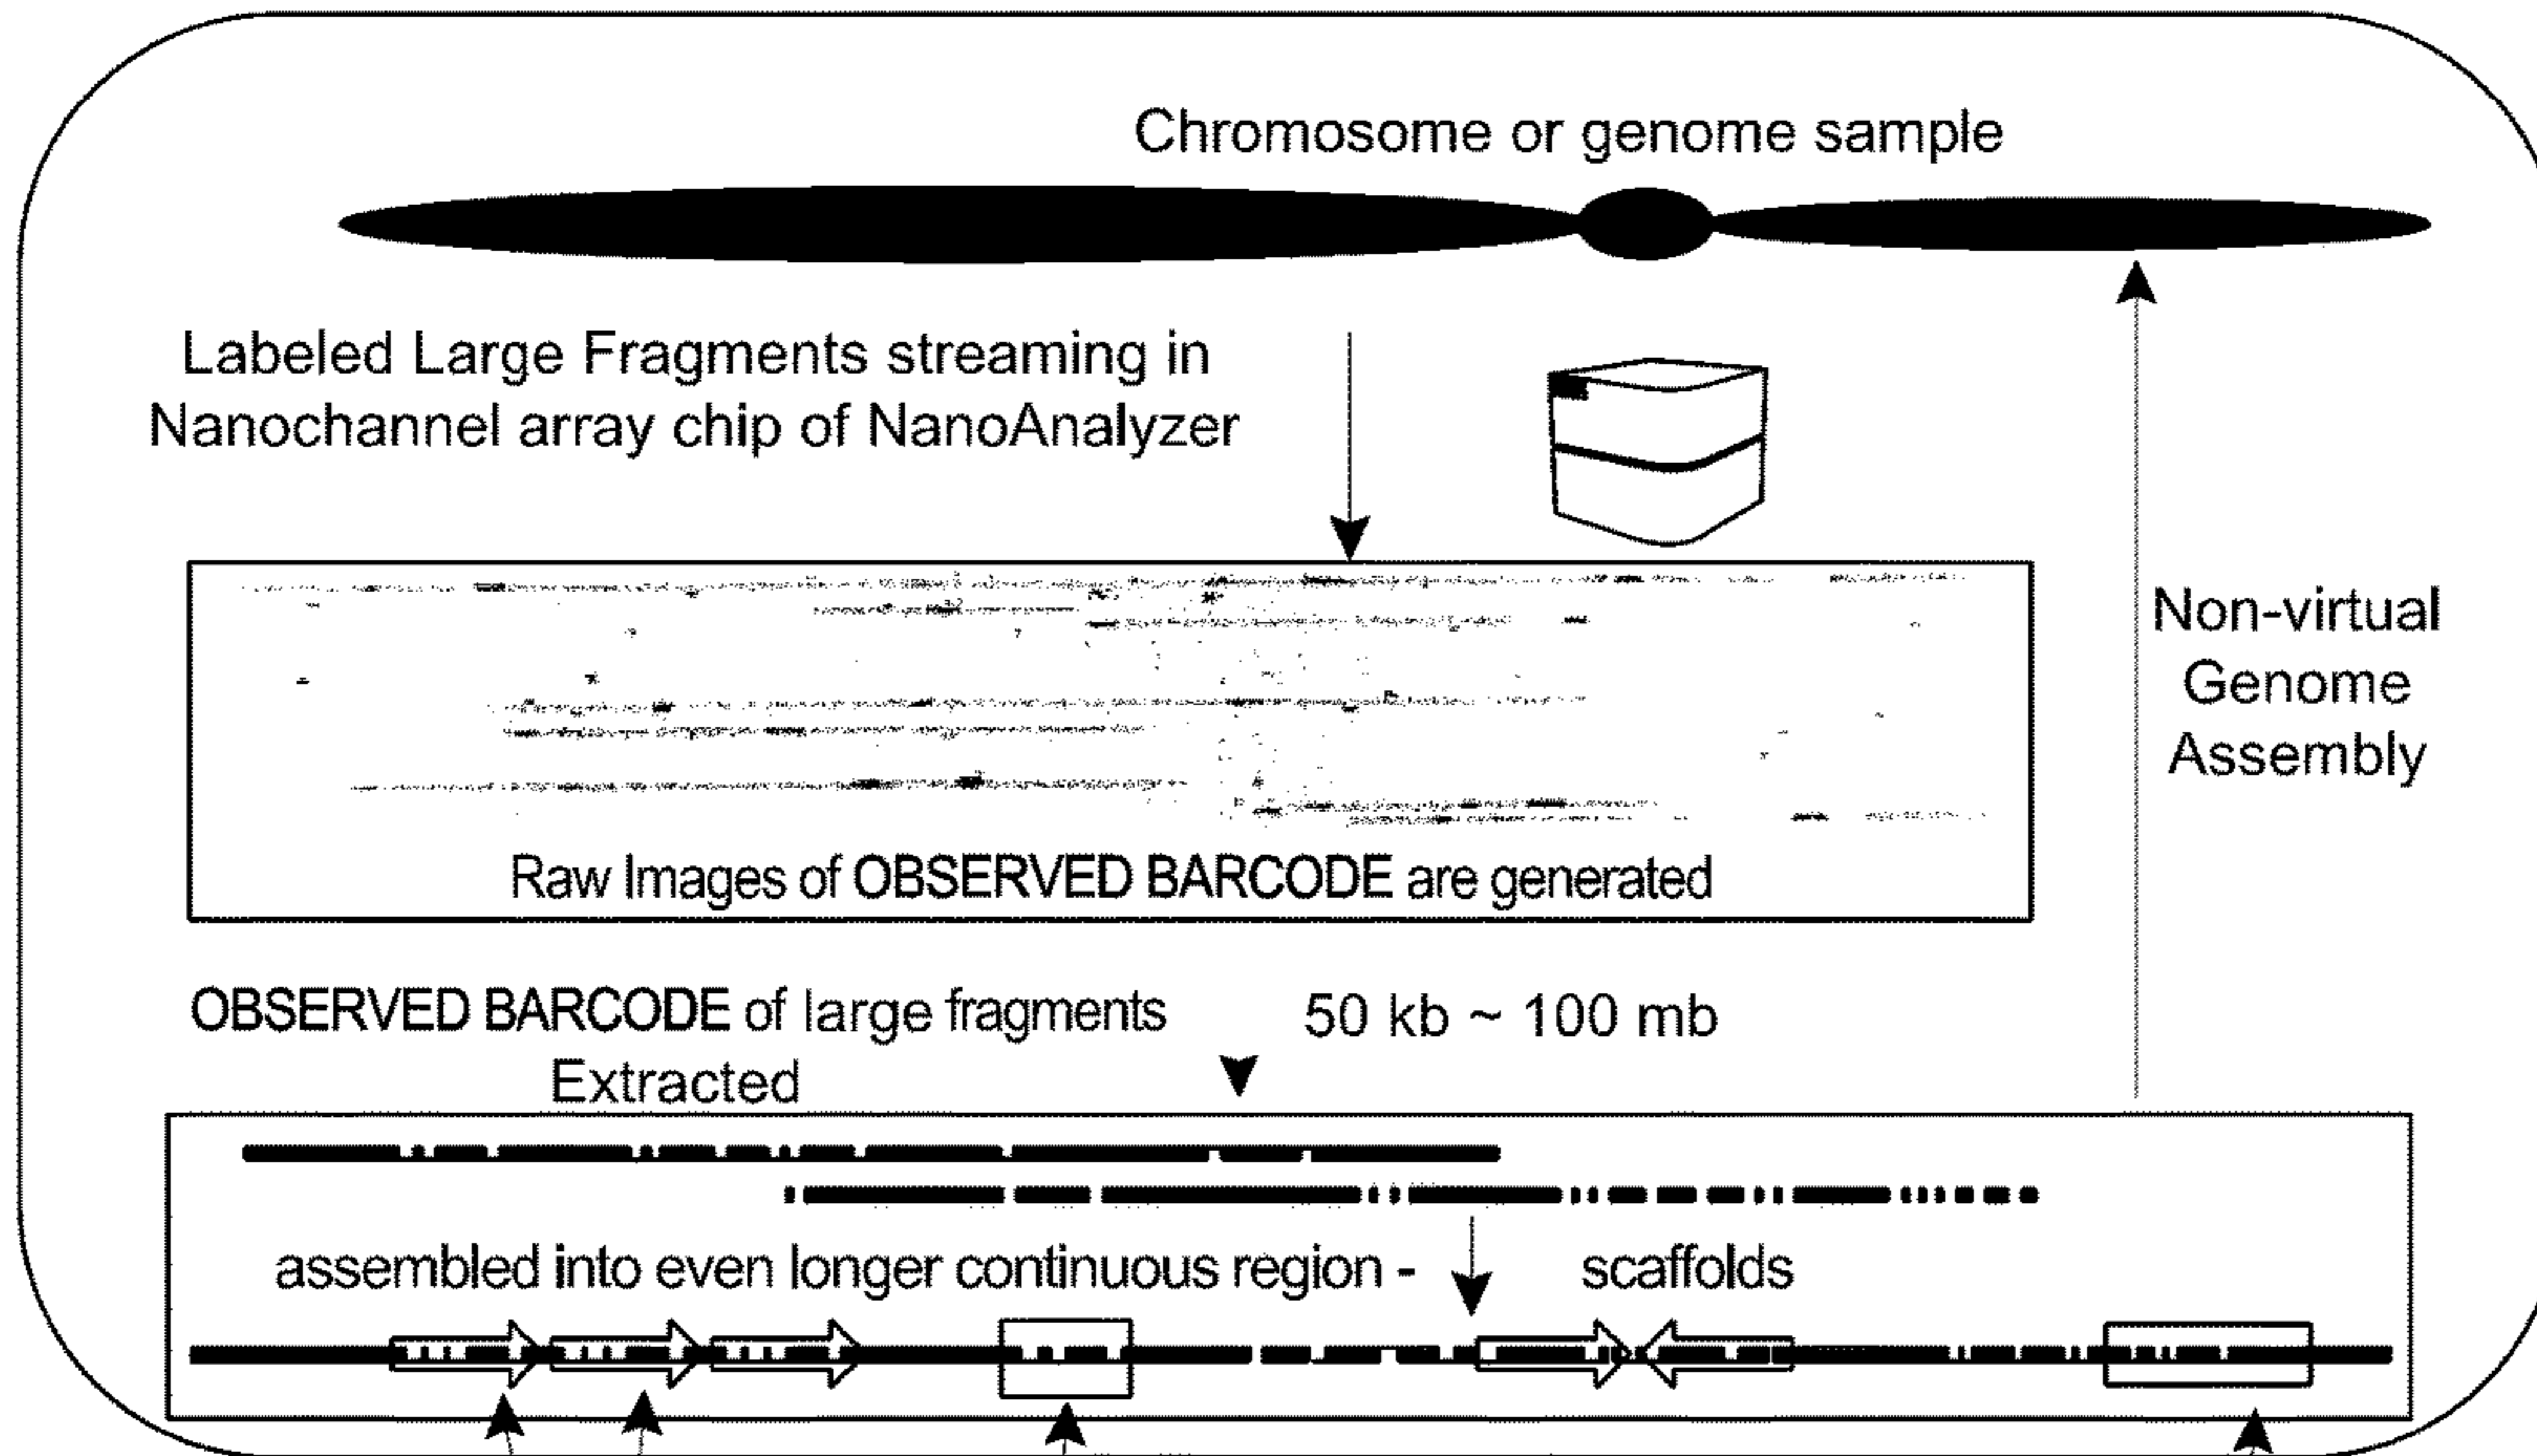 Chromosome or genome sample
Labeled Large Fragments streaming in
Nanochannel array chip of NanoAnalyzer
Non-virtual
Genome
Assembly
Raw Images of OBSERVED BARCODE are generated
OBSERVED BARCODE of large fragments
Extracted
50 kb ~ 100 mb
assembled into even longer continuous region - scaffolds